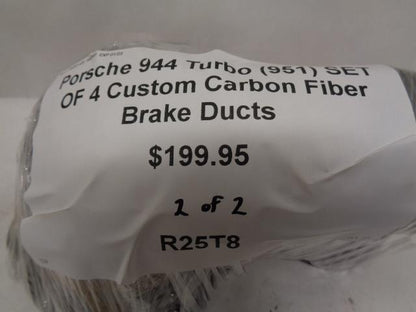 Porsche 944 Turbo (951) SET
OF 4 Custom Carbon Fiber
Brake Ducts
$199.95
2 of 2
R25T8